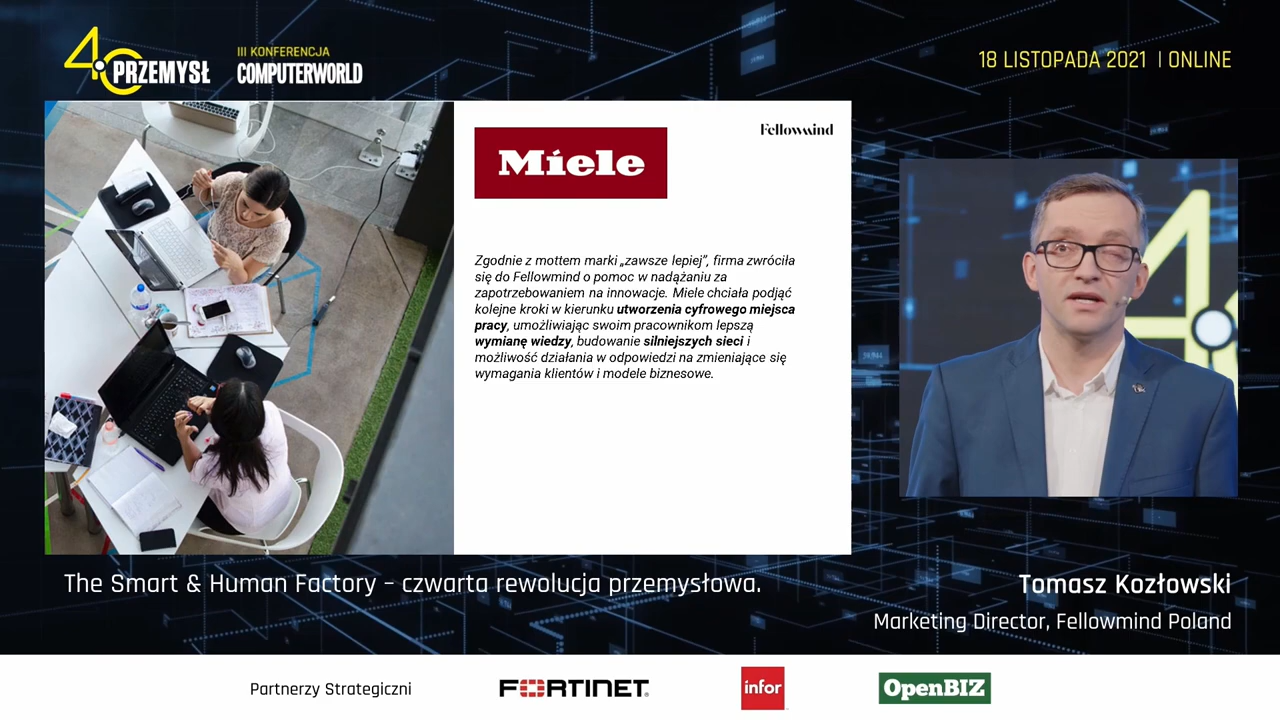 4.0 PRZEMYSŁ
III KONFERENCJA
COMPUTERWORLD
18 LISTOPADA 2021 | ONLINE
Miele
Fellowmind
Zgodnie z mottem marki „zawsze lepiej”, firma zwróciła
się do Fellowmind o pomoc w nadążaniu za
zapotrzebowaniem na innowacje. Miele chciała podjąć
kolejne kroki w kierunku utworzenia cyfrowego miejsca
pracy, umożliwiając swoim pracownikom lepszą
wymianę wiedzy, budowanie silniejszych sieci i
możliwość działania w odpowiedzi na zmieniające się
wymagania klientów i modele biznesowe.
The Smart & Human Factory – czwarta rewolucja przemysłowa.
Tomasz Kozłowski
Marketing Director, Fellowmind Poland
Partnerzy Strategiczni
FORTINET
infor
OpenBIZ